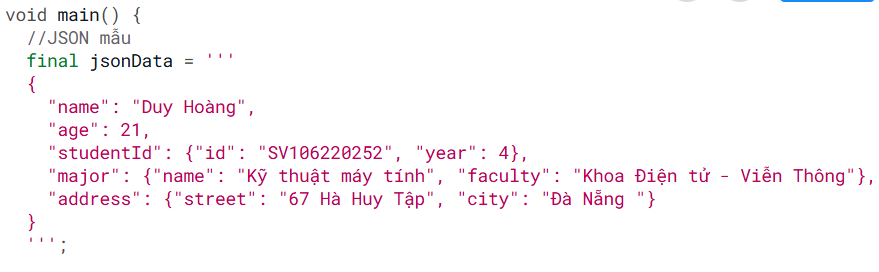 void main() {
//JSON mẫu
final jsonData = '''
{
"name": "Duy Hoàng",
"age": 21,
"studentId": {"id": "SV106220252", "year": 4},
"major": {"name": "Kỹ thuật máy tính", "faculty": "Khoa Điện tử - Viễn Thông"},
"address": {"street": "67 Hà Huy Tập", "city": "Đà Nẵng "}
}
''';